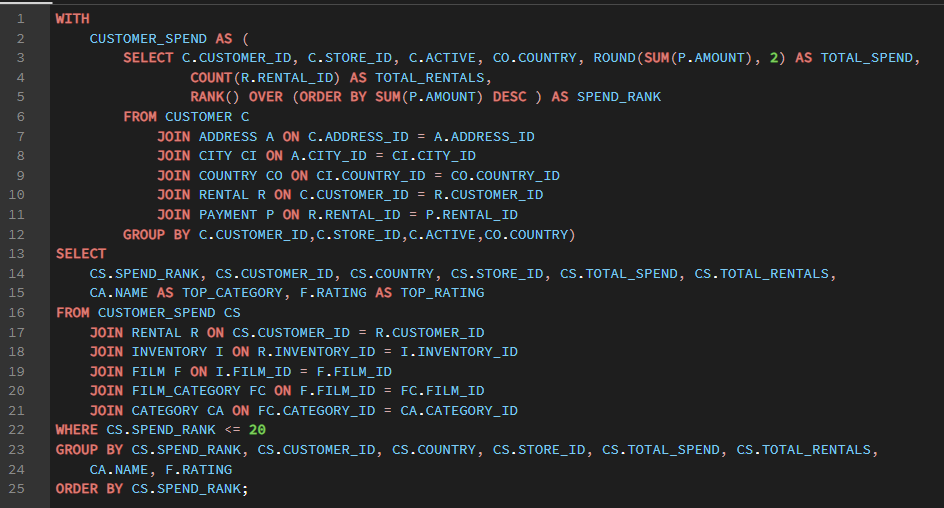 1 WITH
2 CUSTOMER_SPEND AS (
3 SELECT C.CUSTOMER_ID, C.STORE_ID, C.ACTIVE, CO.COUNTRY, ROUND(SUM(P.AMOUNT), 2) AS TOTAL_SPEND,
4 COUNT(R.RENTAL_ID) AS TOTAL_RENTALS,
5 RANK() OVER (ORDER BY SUM(P.AMOUNT) DESC ) AS SPEND_RANK
6 FROM CUSTOMER C
7 JOIN ADDRESS A ON C.ADDRESS_ID = A.ADDRESS_ID
8 JOIN CITY CI ON A.CITY_ID = CI.CITY_ID
9 JOIN COUNTRY CO ON CI.COUNTRY_ID = CO.COUNTRY_ID
10 JOIN RENTAL R ON C.CUSTOMER_ID = R.CUSTOMER_ID
11 JOIN PAYMENT P ON R.RENTAL_ID = P.RENTAL_ID
12 GROUP BY C.CUSTOMER_ID,C.STORE_ID,C.ACTIVE,CO.COUNTRY)
13 SELECT
14 CS.SPEND_RANK, CS.CUSTOMER_ID, CS.COUNTRY, CS.STORE_ID, CS.TOTAL_SPEND, CS.TOTAL_RENTALS,
15 CA.NAME AS TOP_CATEGORY, F.RATING AS TOP_RATING
16 FROM CUSTOMER_SPEND CS
17 JOIN RENTAL R ON CS.CUSTOMER_ID = R.CUSTOMER_ID
18 JOIN INVENTORY I ON R.INVENTORY_ID = I.INVENTORY_ID
19 JOIN FILM F ON I.FILM_ID = F.FILM_ID
20 JOIN FILM_CATEGORY FC ON F.FILM_ID = FC.FILM_ID
21 JOIN CATEGORY CA ON FC.CATEGORY_ID = CA.CATEGORY_ID
22 WHERE CS.SPEND_RANK <= 20
23 GROUP BY CS.SPEND_RANK, CS.CUSTOMER_ID, CS.COUNTRY, CS.STORE_ID, CS.TOTAL_SPEND, CS.TOTAL_RENTALS,
24 CA.NAME, F.RATING
25 ORDER BY CS.SPEND_RANK;